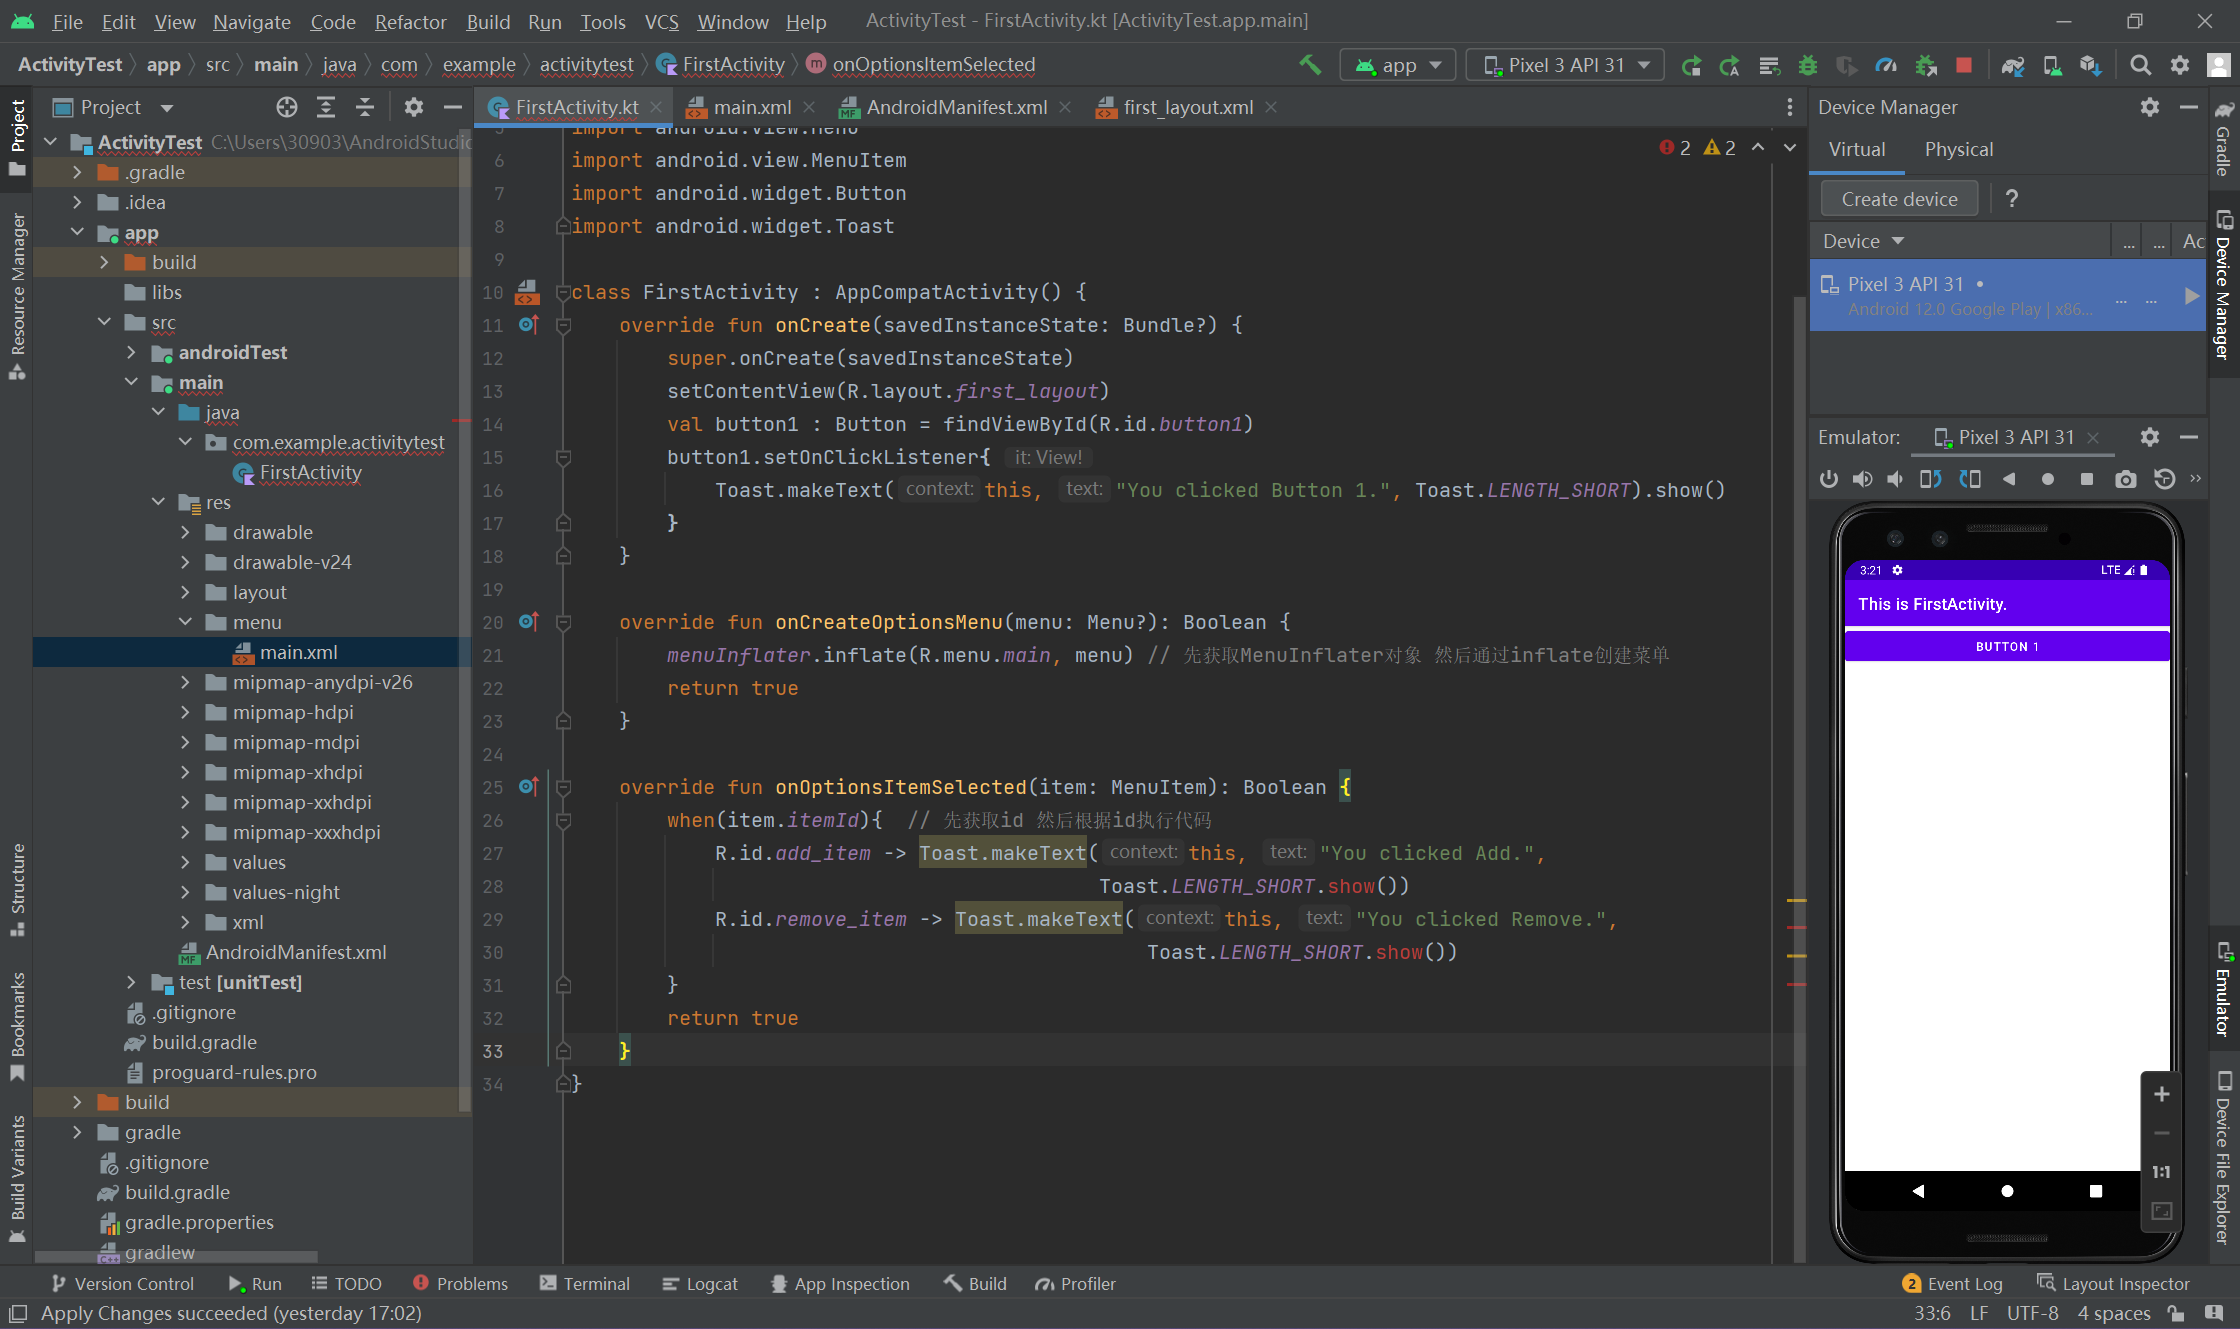 File Edit View Navigate Code Refactor Build Run Tools VCS Window Help ActivityTest - FirstActivity.kt [ActivityTest.app.main]
ActivityTest app src main java com example activitytest FirstActivity onOptionsItemSelected app Pixel 3 API 31
Project
FirstActivity.kt main.xml AndroidManifest.xml first_layout.xml
Project
Resource Manager
Structure
Bookmarks
Build Variants
ActivityTest C:\Users\30903\AndroidStudio
.gradle
.idea
app
build
libs
src
androidTest
main
java
com.example.activitytest
FirstActivity
res
drawable
drawable-v24
layout
menu
main.xml
mipmap-anydpi-v26
mipmap-hdpi
mipmap-mdpi
mipmap-xhdpi
mipmap-xxhdpi
mipmap-xxxhdpi
values
values-night
xml
AndroidManifest.xml
test [unitTest]
.gitignore
build.gradle
proguard-rules.pro
build
gradle
.gitignore
build.gradle
gradle.properties
gradlew
2 2
5 import android.view.Menu
6 import android.view.MenuItem
7 import android.widget.Button
8 import android.widget.Toast
9
10 class FirstActivity : AppCompatActivity() {
11 override fun onCreate(savedInstanceState: Bundle?) {
12 super.onCreate(savedInstanceState)
13 setContentView(R.layout.first_layout)
14 val button1 : Button = findViewById(R.id.button1)
15 button1.setOnClickListener{ it: View!
16 Toast.makeText( context: this, text: "You clicked Button 1.", Toast.LENGTH_SHORT).show()
17 }
18 }
19
20 override fun onCreateOptionsMenu(menu: Menu?): Boolean {
21 menuInflater.inflate(R.menu.main, menu) // 先获取MenuInflater对象 然后通过inflate创建菜单
22 return true
23 }
24
25 override fun onOptionsItemSelected(item: MenuItem): Boolean {
26 when(item.itemId){ // 先获取id 然后根据id执行代码
27 R.id.add_item -> Toast.makeText( context: this, text: "You clicked Add.",
28 Toast.LENGTH_SHORT.show())
29 R.id.remove_item -> Toast.makeText( context: this, text: "You clicked Remove.",
30 Toast.LENGTH_SHORT.show())
31 }
32 return true
33 }
34 }
Device Manager
Virtual Physical
Create device ?
Device ... ... Ac
Pixel 3 API 31 •
Android 12.0 Google Play | x86... ... ...
Emulator: Pixel 3 API 31
3:21 LTE
This is FirstActivity.
BUTTON 1
+
−
1:1
Gradle
Device Manager
Emulator
Device File Explorer
Version Control Run TODO Problems Terminal Logcat App Inspection Build Profiler 2 Event Log Layout Inspector
Apply Changes succeeded (yesterday 17:02) 33:6 LF UTF-8 4 spaces